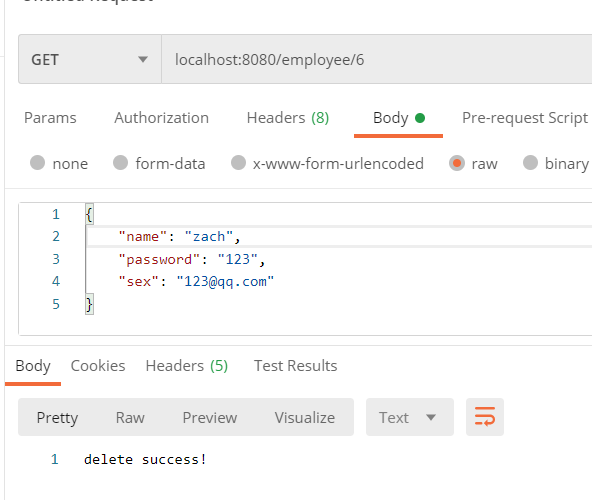 Untitled Request
GET localhost:8080/employee/6
Params Authorization Headers (8) Body Pre-request Script
none form-data x-www-form-urlencoded raw binary
1 {
2 "name": "zach",
3 "password": "123",
4 "sex": "123@qq.com"
5 }
Body Cookies Headers (5) Test Results
Pretty Raw Preview Visualize Text
1 delete success!